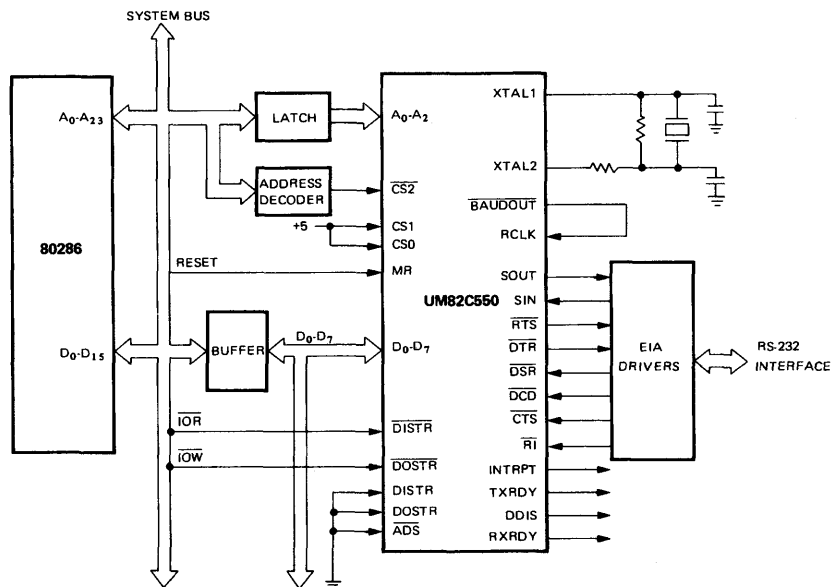 SYSTEM BUS
80286
A0-A23
D0-D15
LATCH
ADDRESS
DECODER
+5
RESET
BUFFER
D0-D7
IOR
IOW
UM82C550
A0-A2
CS2
CS1
CS0
MR
D0-D7
DISTR
DOSTR
DISTR
DOSTR
ADS
XTAL1
XTAL2
BAUDOUT
RCLK
SOUT
SIN
RTS
DTR
DSR
DCD
CTS
RI
INTRPT
TXRDY
DDIS
RXRDY
EIA
DRIVERS
RS-232
INTERFACE